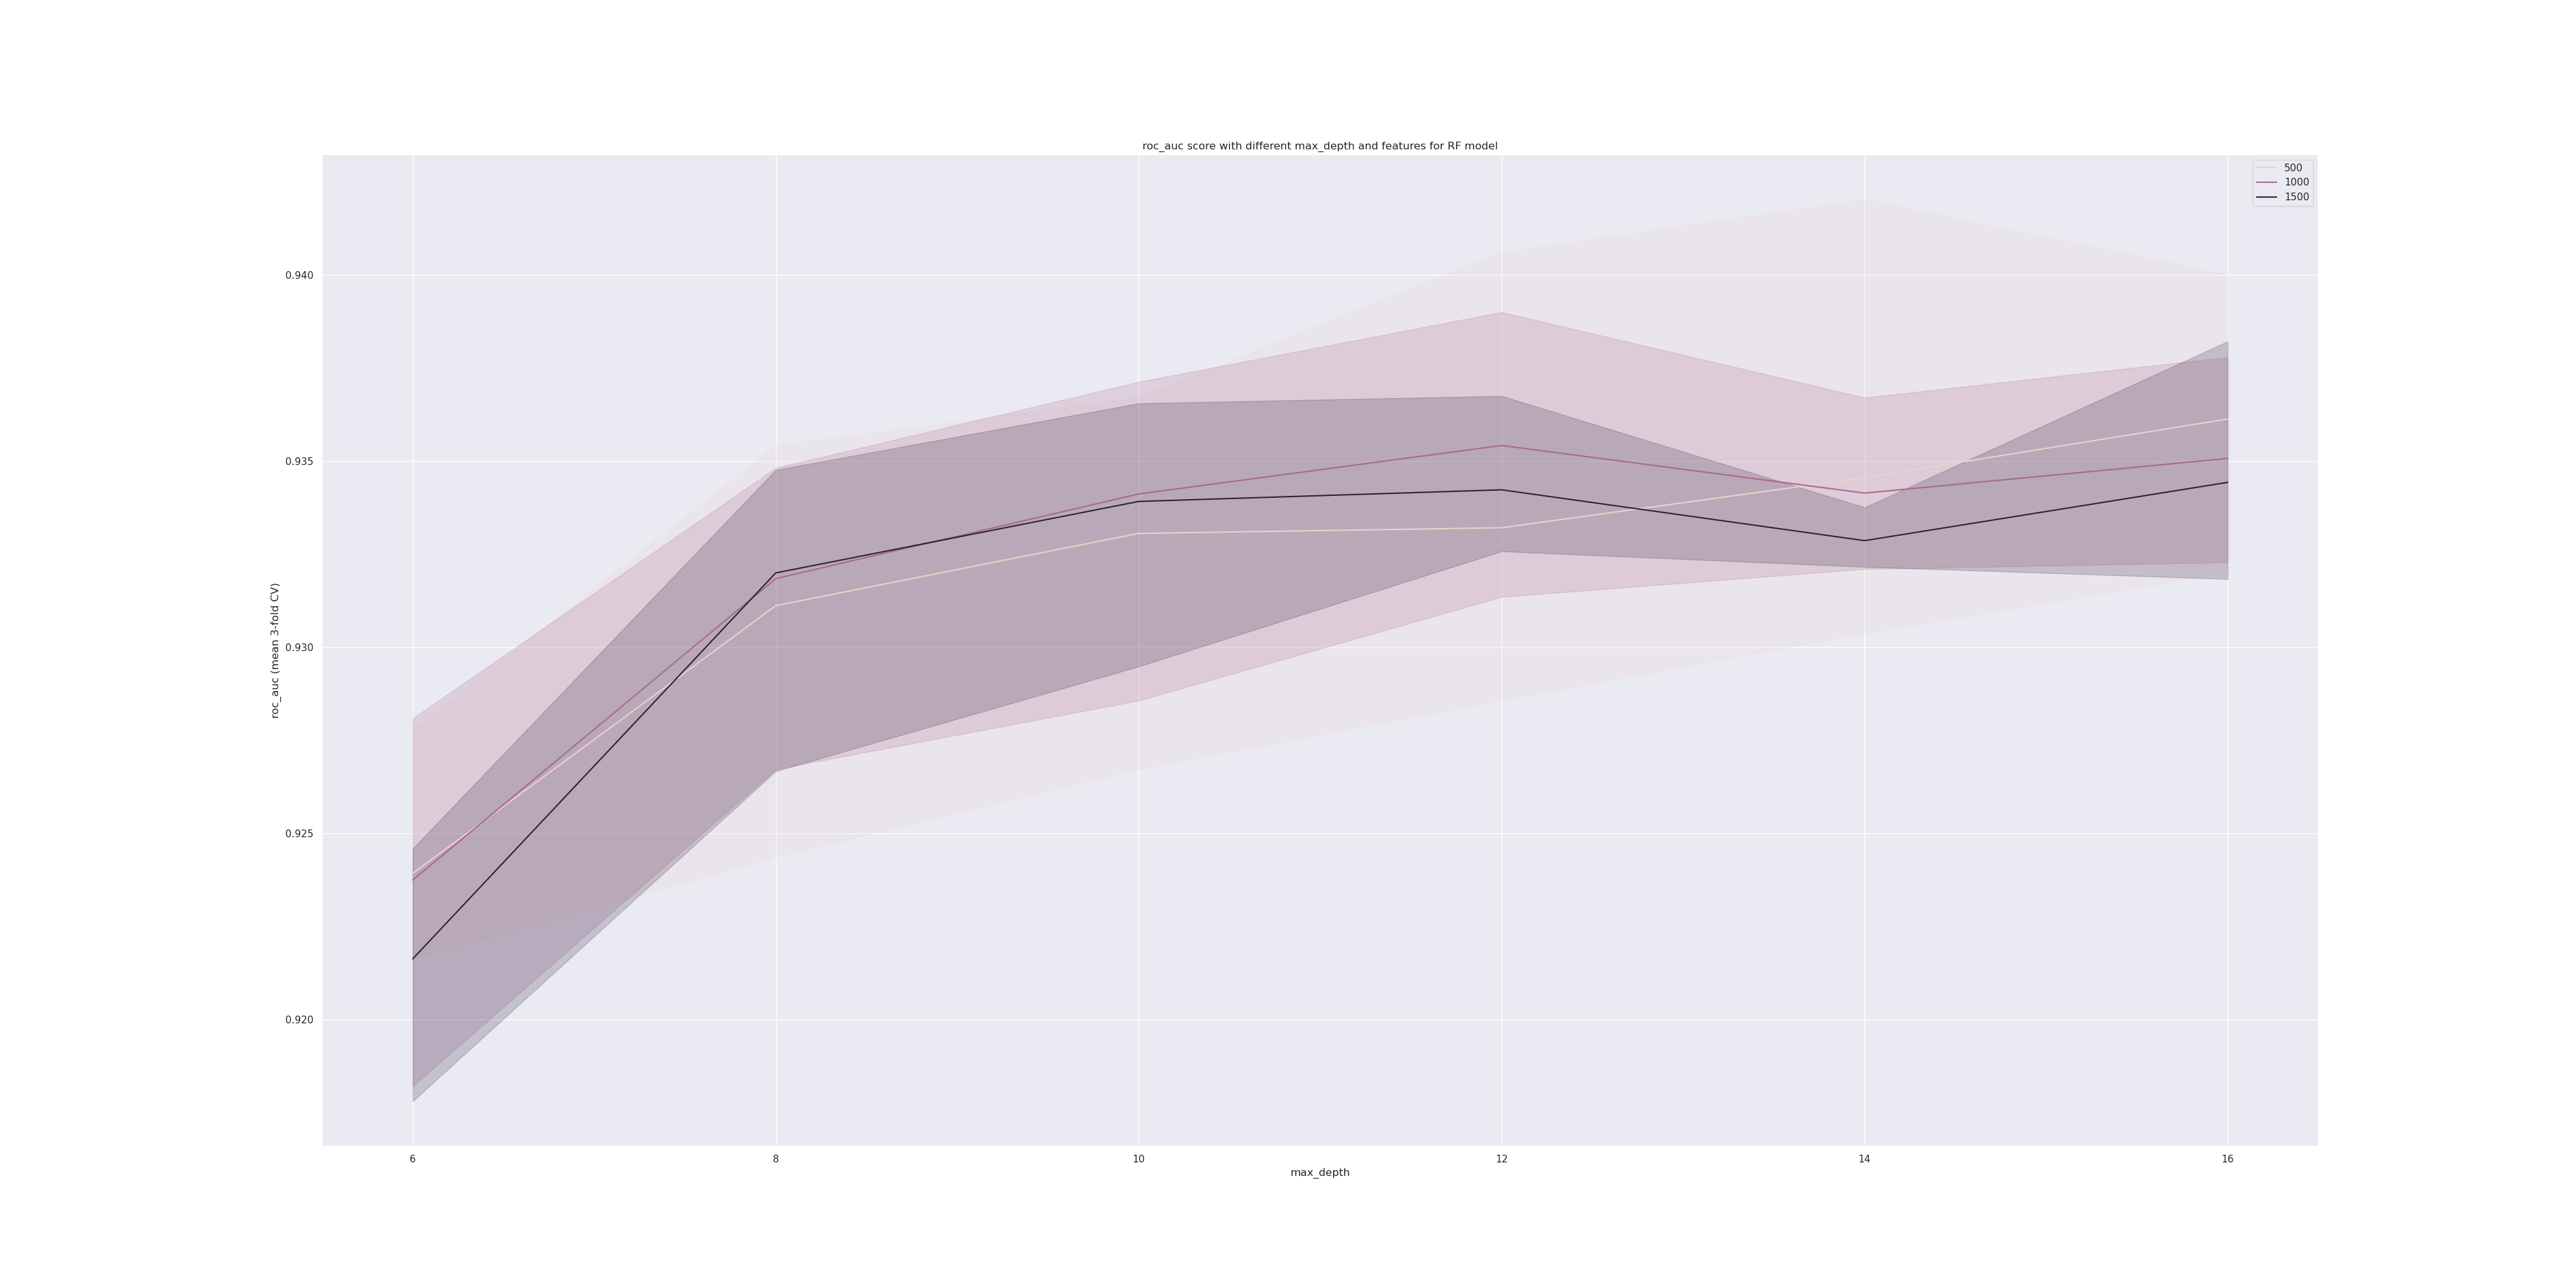 roc_auc score with different max_depth and features for RF model
500
1000
1500
0.940
0.935
0.930
0.925
0.920
roc_auc (mean 3-fold CV)
6 8 10 12 14 16
max_depth